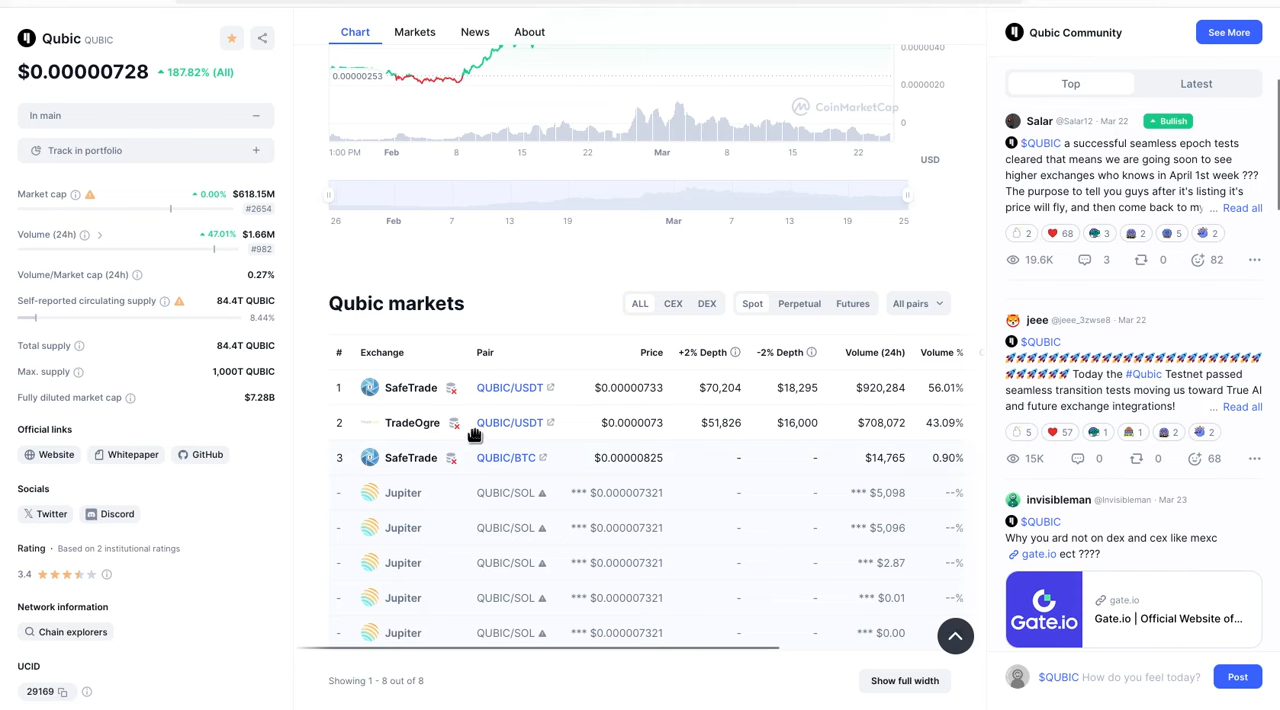 Qubic QUBIC
$0.00000728 187.82% (All)
In main
Track in portfolio
Market cap 0.00% $618.15M
#2654
Volume (24h) 47.01% $1.66M
#982
Volume/Market cap (24h) 0.27%
Self-reported circulating supply 84.4T QUBIC
8.44%
Total supply 84.4T QUBIC
Max. supply 1,000T QUBIC
Fully diluted market cap $7.28B
Official links
Website Whitepaper GitHub
Socials
Twitter Discord
Rating · Based on 2 institutional ratings
3.4
Network information
Chain explorers
UCID
29169
Chart Markets News About
0.0000040
0.00000253
0.0000020
CoinMarketCap
0
1:00 PM Feb 8 15 22 Mar 8 15 22
USD
26 Feb 7 13 19 Mar 7 13 19 25
Qubic markets
ALL CEX DEX Spot Perpetual Futures All pairs
# Exchange Pair Price +2% Depth -2% Depth Volume (24h) Volume %
1 SafeTrade QUBIC/USDT $0.00000733 $70,204 $18,295 $920,284 56.01%
2 TradeOgre QUBIC/USDT $0.0000073 $51,826 $16,000 $708,072 43.09%
3 SafeTrade QUBIC/BTC $0.00000825 - - $14,765 0.90%
- Jupiter QUBIC/SOL *** $0.000007321 - - *** $5,098 --%
- Jupiter QUBIC/SOL *** $0.000007321 - - *** $5,096 --%
- Jupiter QUBIC/SOL *** $0.000007321 - - *** $2.87 --%
- Jupiter QUBIC/SOL *** $0.000007321 - - *** $0.01 --%
- Jupiter QUBIC/SOL *** $0.000007321 - - *** $0.00 --%
Showing 1 - 8 out of 8
Show full width
Qubic Community See More
Top Latest
Salar @Salar12 · Mar 22 Bullish
$QUBIC a successful seamless epoch tests
cleared that means we are going soon to see
higher exchanges who knows in April 1st week ???
The purpose to tell you guys after it's listing it's
price will fly, and then come back to my ... Read all
2 68 3 2 5 2
19.6K 3 0 82
jeee @jeee_3zwse8 · Mar 22
$QUBIC
🚀🚀🚀🚀🚀🚀🚀🚀🚀🚀🚀🚀🚀🚀🚀🚀🚀🚀🚀🚀
🚀🚀🚀🚀🚀 Today the #Qubic Testnet passed
seamless transition tests moving us toward True AI
and future exchange integrations! ... Read all
5 57 1 1 2 2
15K 0 0 68
invisibleman @Invisibleman · Mar 23
$QUBIC
Why you ard not on dex and cex like mexc
gate.io ect ????
Gate.io
gate.io
Gate.io | Official Website of...
$QUBIC How do you feel today? Post